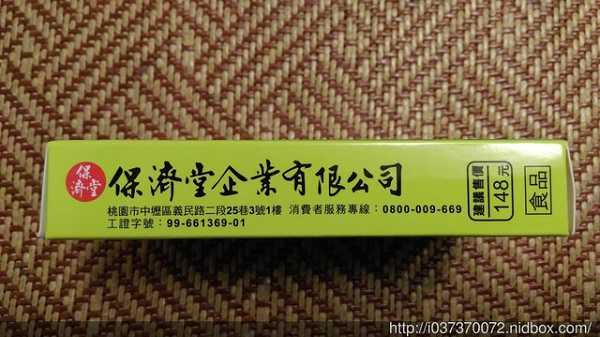 保濟堂
保濟堂企業有限公司
桃園市中壢區義民路二段25巷3號1樓 消費者服務專線：0800-009-669
工證字號：99-661369-01
建議售價
148元
食品
http://i037370072.nidbox.com/